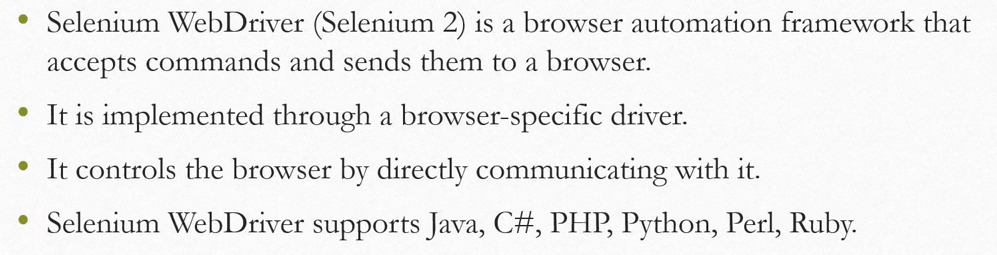 • Selenium WebDriver (Selenium 2) is a browser automation framework that
accepts commands and sends them to a browser.
• It is implemented through a browser-specific driver.
• It controls the browser by directly communicating with it.
• Selenium WebDriver supports Java, C#, PHP, Python, Perl, Ruby.